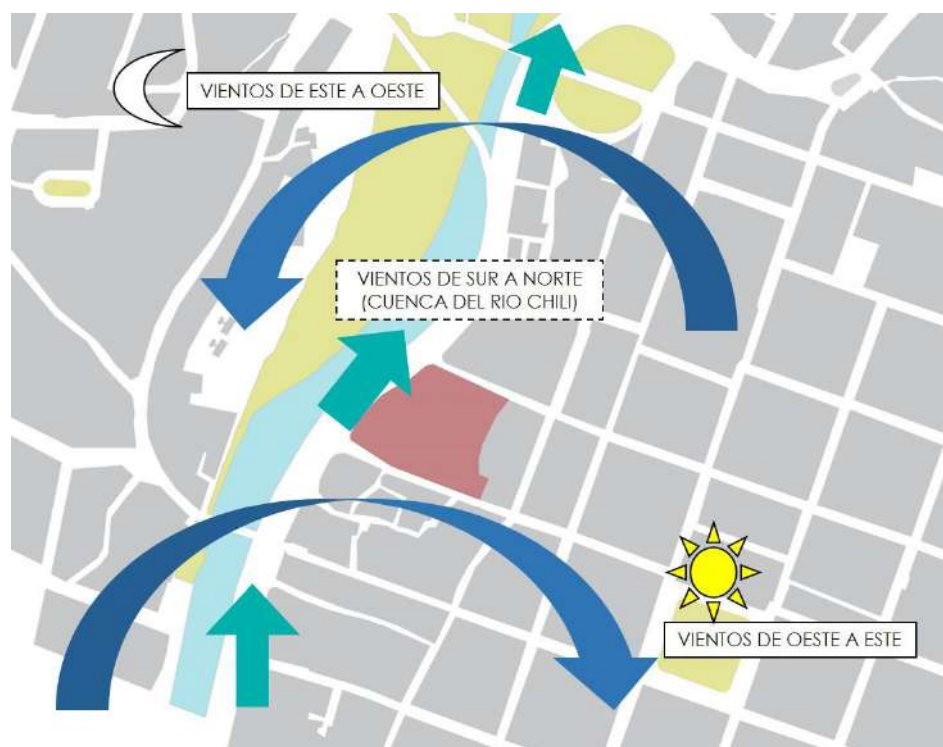 VIENTOS DE ESTE A OESTE
VIENTOS DE SUR A NORTE
(CUENCA DEL RIO CHILI)
VIENTOS DE OESTE A ESTE